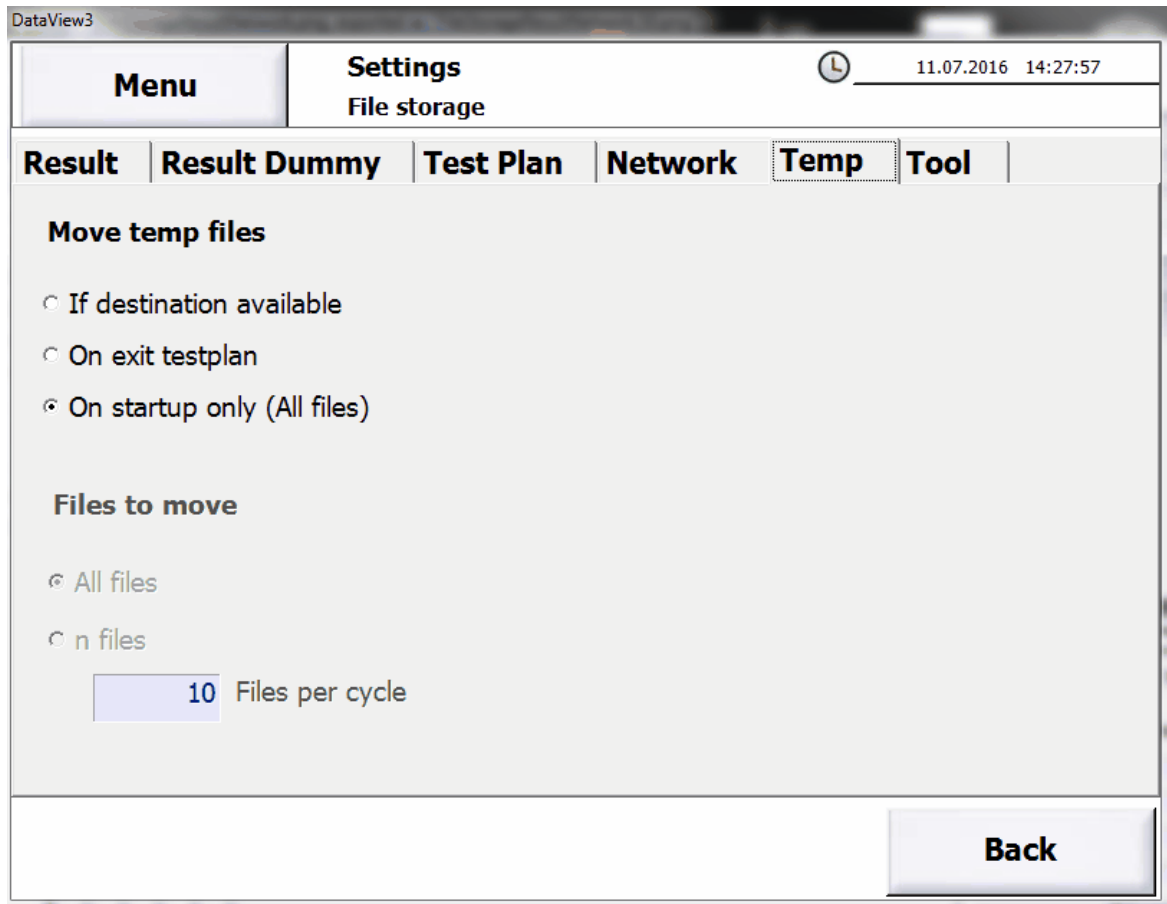 DataView3
Menu
Settings
File storage
11.07.2016 14:27:57
Result Result Dummy Test Plan Network Temp Tool
Move temp files
If destination available
On exit testplan
On startup only (All files)
Files to move
All files
n files
10 Files per cycle
Back